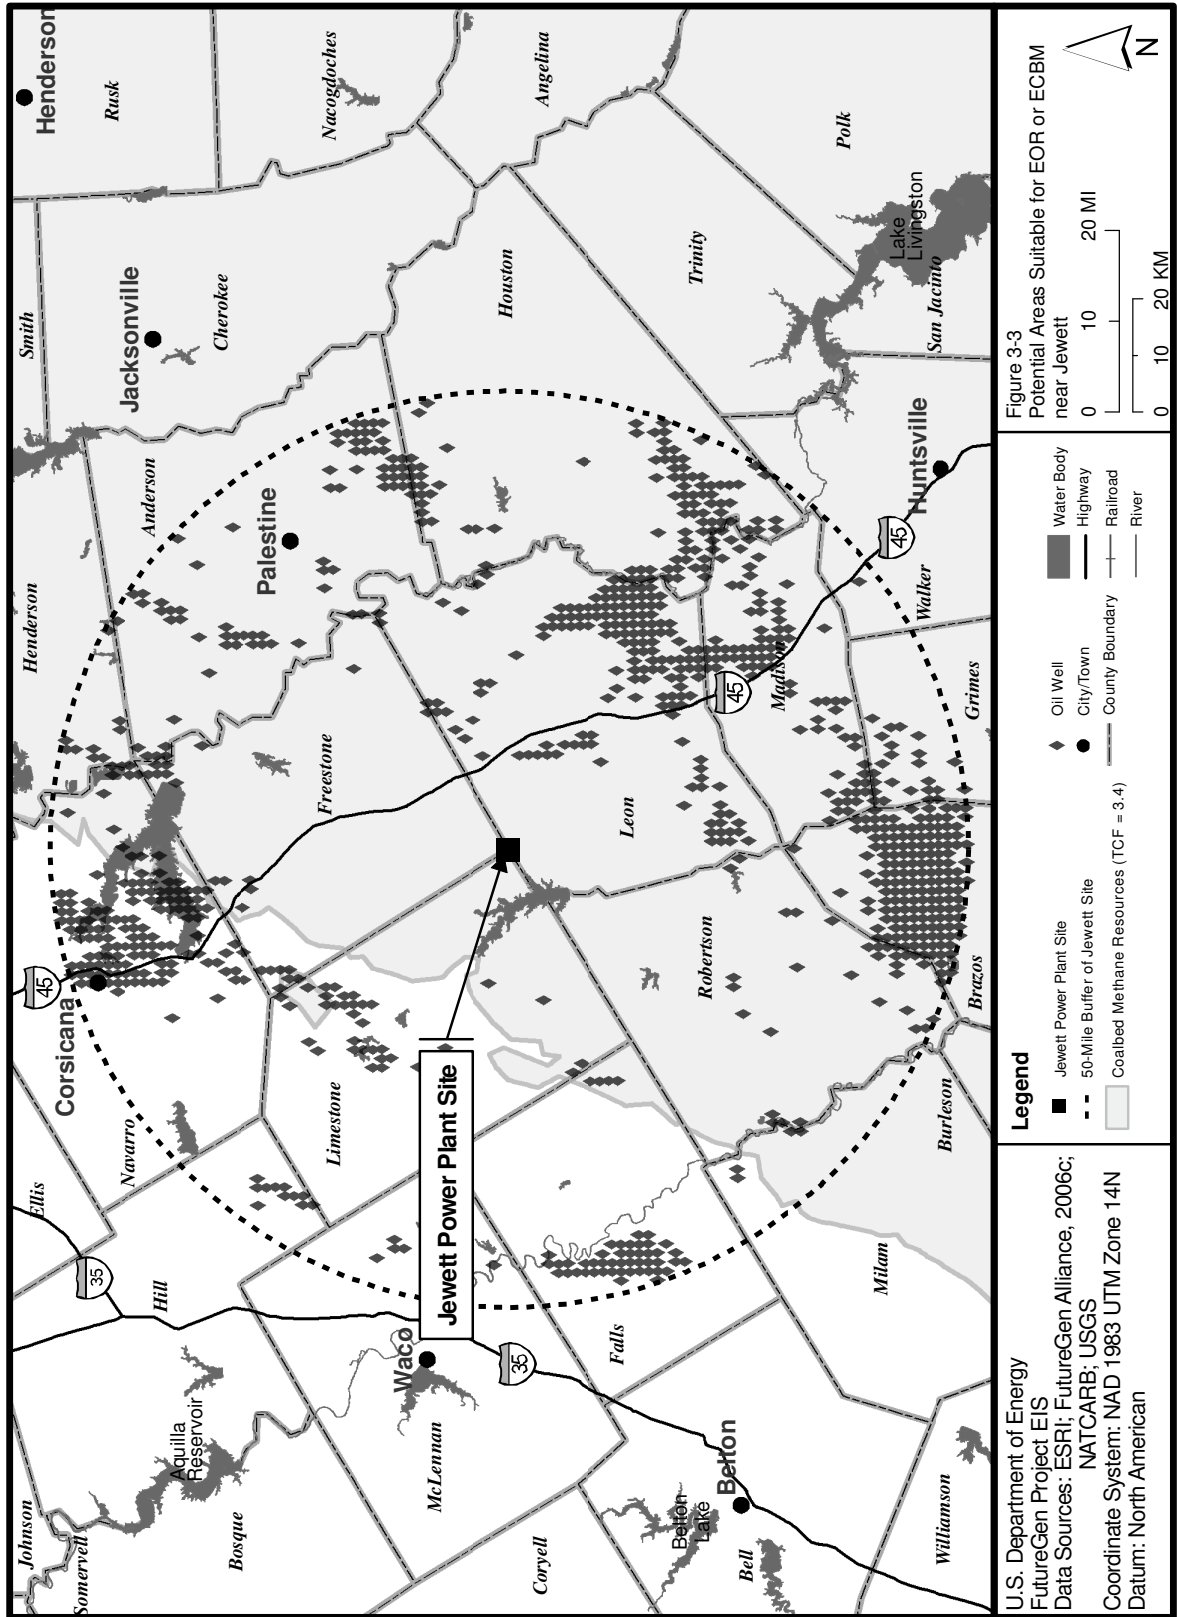 Johnson
Somervell
Bosque
Aquilla
Reservoir
Hill
35
Ellis
Navarro
Corsicana
45
Henderson
Anderson
Smith
Jacksonville
Cherokee
Rusk
Henderson
Nacogdoches
Angelina
Palestine
Freestone
Limestone
Waco
McLennan
Jewett Power Plant Site
35
Coryell
Falls
Belton
Lake
Belton
Bell
Williamson
Milam
Burleson
Robertson
Brazos
Leon
45
Madison
Grimes
Walker
45
Huntsville
Houston
Trinity
San Jacinto
Lake
Livingston
Polk
U.S. Department of Energy
FutureGen Project EIS
Data Sources: ESRI; FutureGen Alliance, 2006c;
NATCARB; USGS
Coordinate System: NAD 1983 UTM Zone 14N
Datum: North American
Legend
Jewett Power Plant Site
50-Mile Buffer of Jewett Site
Coalbed Methane Resources (TCF = 3.4)
Oil Well
City/Town
County Boundary
Water Body
Highway
Railroad
River
Figure 3-3
Potential Areas Suitable for EOR or ECBM
near Jewett
0 10 20 MI
0 10 20 KM
N